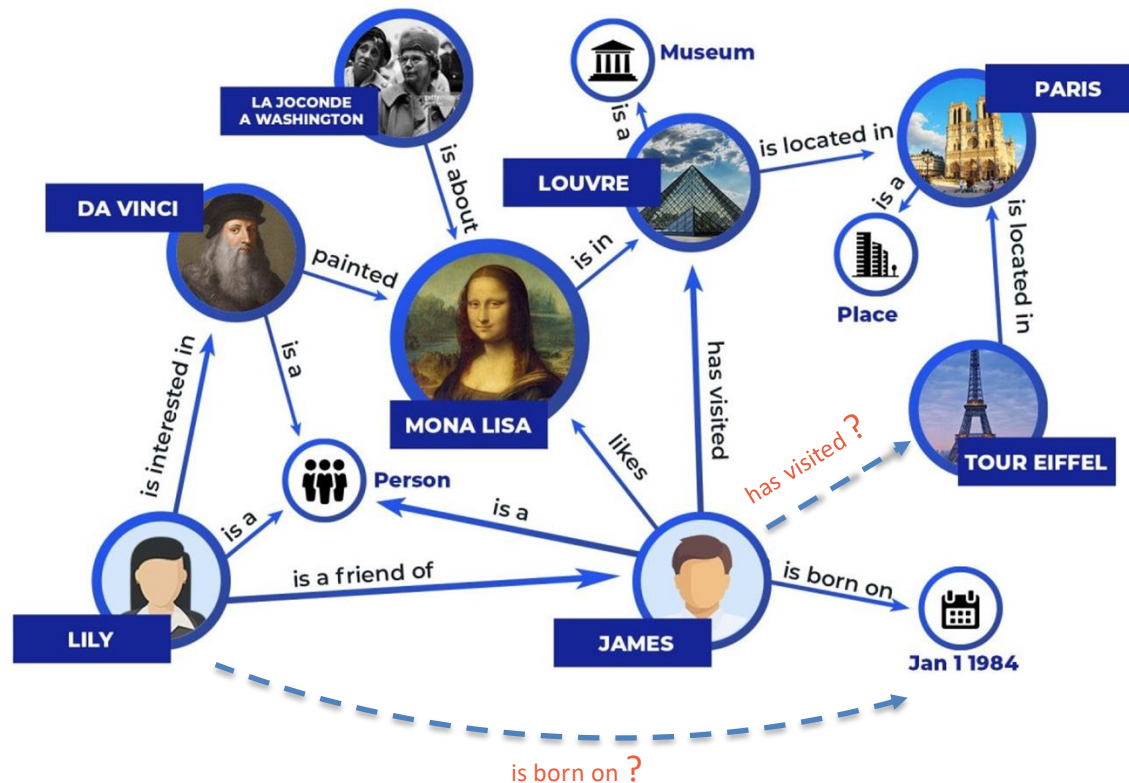 LA JOCONDE
A WASHINGTON
Museum
PARIS
is a
is located in
LOUVRE
is about
is a
DA VINCI
is in
is located in
painted
Place
is a
is interested in
has visited
MONA LISA
likes
has visited ?
TOUR EIFFEL
Person
is a
is a
is a friend of
is born on
LILY
JAMES
Jan 1 1984
is born on ?